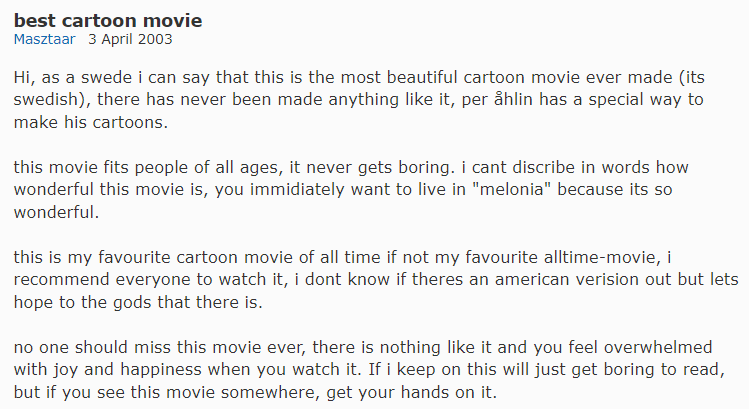 best cartoon movie
Masztaar 3 April 2003
Hi, as a swede i can say that this is the most beautiful cartoon movie ever made (its
swedish), there has never been made anything like it, per åhlin has a special way to
make his cartoons.
this movie fits people of all ages, it never gets boring. i cant discribe in words how
wonderful this movie is, you immidiately want to live in "melonia" because its so
wonderful.
this is my favourite cartoon movie of all time if not my favourite alltime-movie, i
recommend everyone to watch it, i dont know if theres an american verision out but lets
hope to the gods that there is.
no one should miss this movie ever, there is nothing like it and you feel overwhelmed
with joy and happiness when you watch it. If i keep on this will just get boring to read,
but if you see this movie somewhere, get your hands on it.